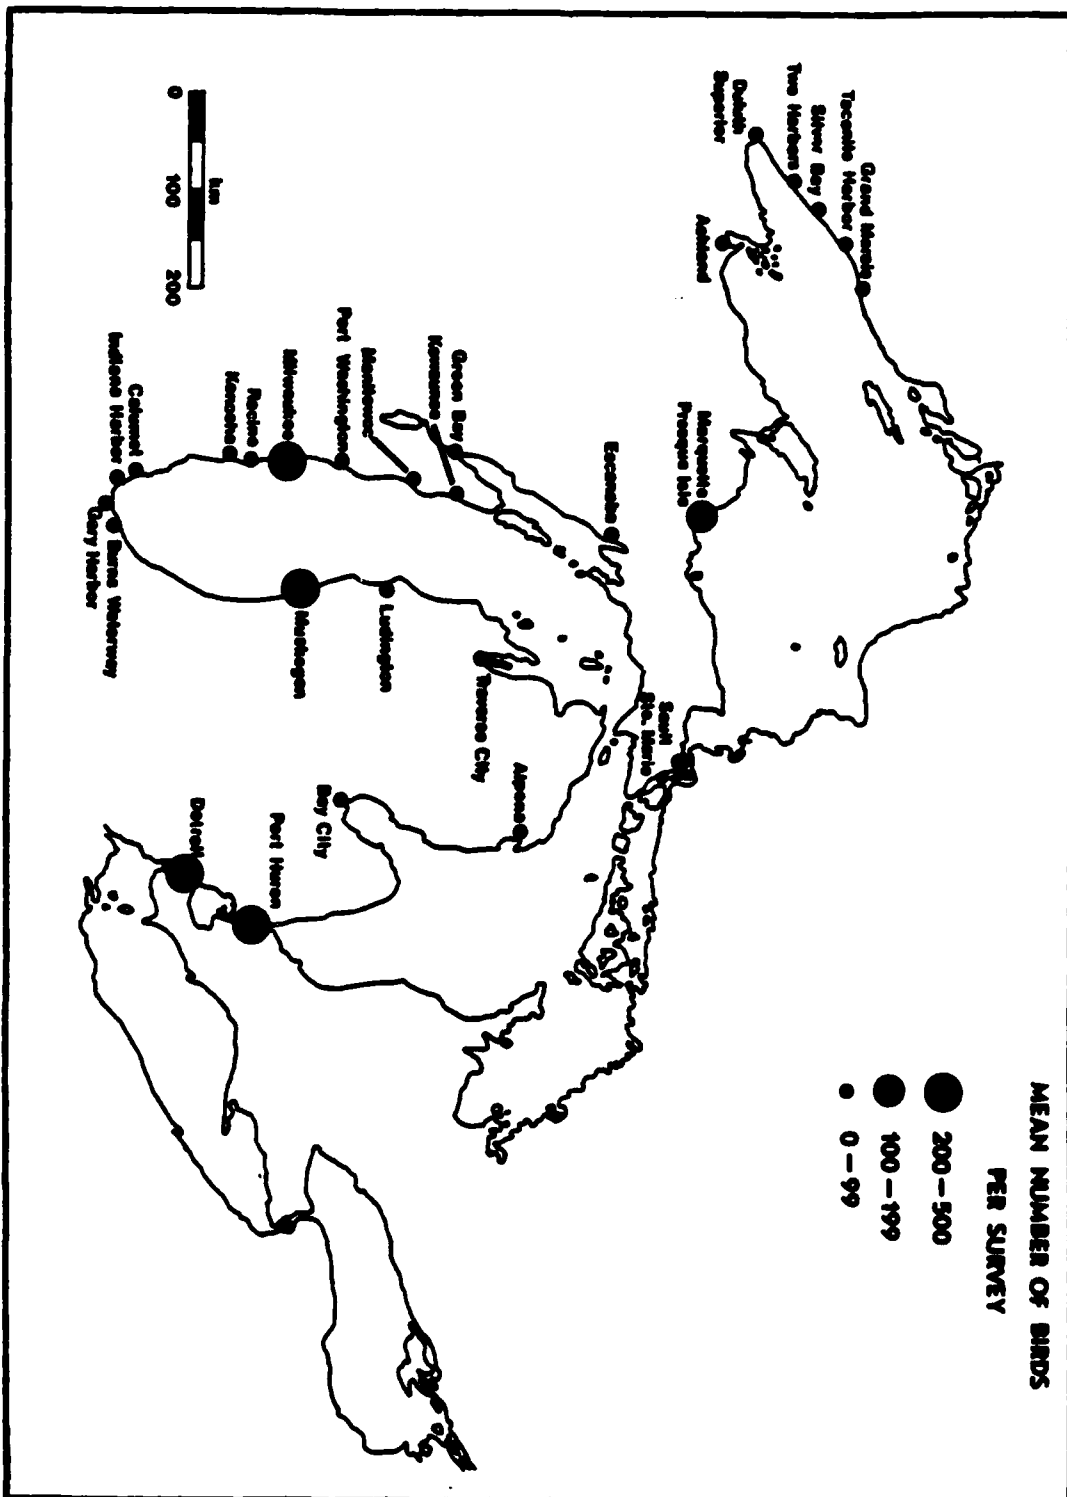 MEAN NUMBER OF BIRDS
PER SURVEY
200–500
100–199
0–99
Grand Marais
Taconite Harbor
Silver Bay
Two Harbors
Duluth
Superior
Ashland
Marquette
Presque Isle
Sault
Ste. Marie
Escanaba
Green Bay
Kewaunee
Manitowoc
Port Washington
Milwaukee
Racine
Kenosha
Calumet
Indiana Harbor
Gary Harbor
Burns Waterway
Muskegon
Ludington
Traverse City
Alpena
Bay City
Port Huron
Detroit
km
0 100 200